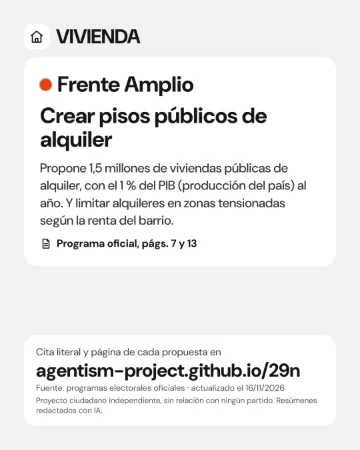 VIVIENDA
Frente Amplio
Crear pisos públicos de
alquiler
Propone 1,5 millones de viviendas públicas de
alquiler, con el 1 % del PIB (producción del país) al
año. Y limitar alquileres en zonas tensionadas
según la renta del barrio.
Programa oficial, págs. 7 y 13
Cita literal y página de cada propuesta en
agentism-project.github.io/29n
Fuente: programas electorales oficiales · actualizado el 16/11/2026
Proyecto ciudadano independiente, sin relación con ningún partido. Resúmenes
redactados con IA.